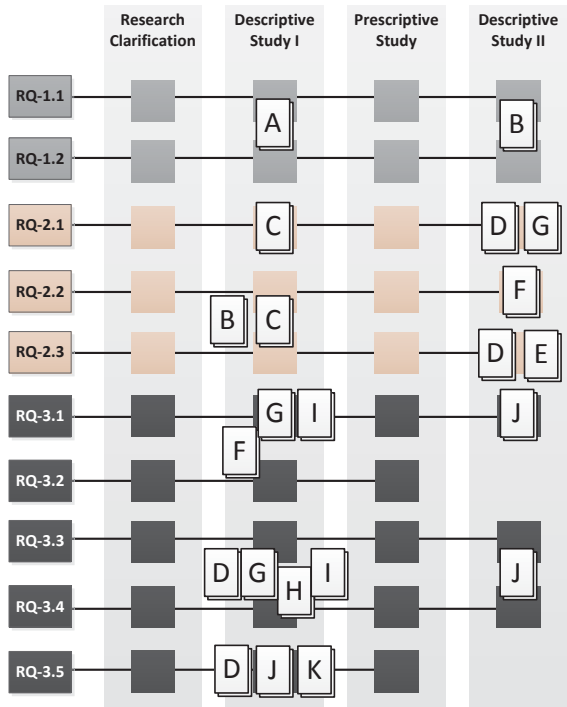 Research Clarification
Descriptive Study I
Prescriptive Study
Descriptive Study II
RQ-1.1
A
B
RQ-1.2
RQ-2.1
C
D
G
RQ-2.2
F
B
C
RQ-2.3
D
E
RQ-3.1
G
I
J
F
RQ-3.2
RQ-3.3
D
G
H
I
J
RQ-3.4
RQ-3.5
D
J
K